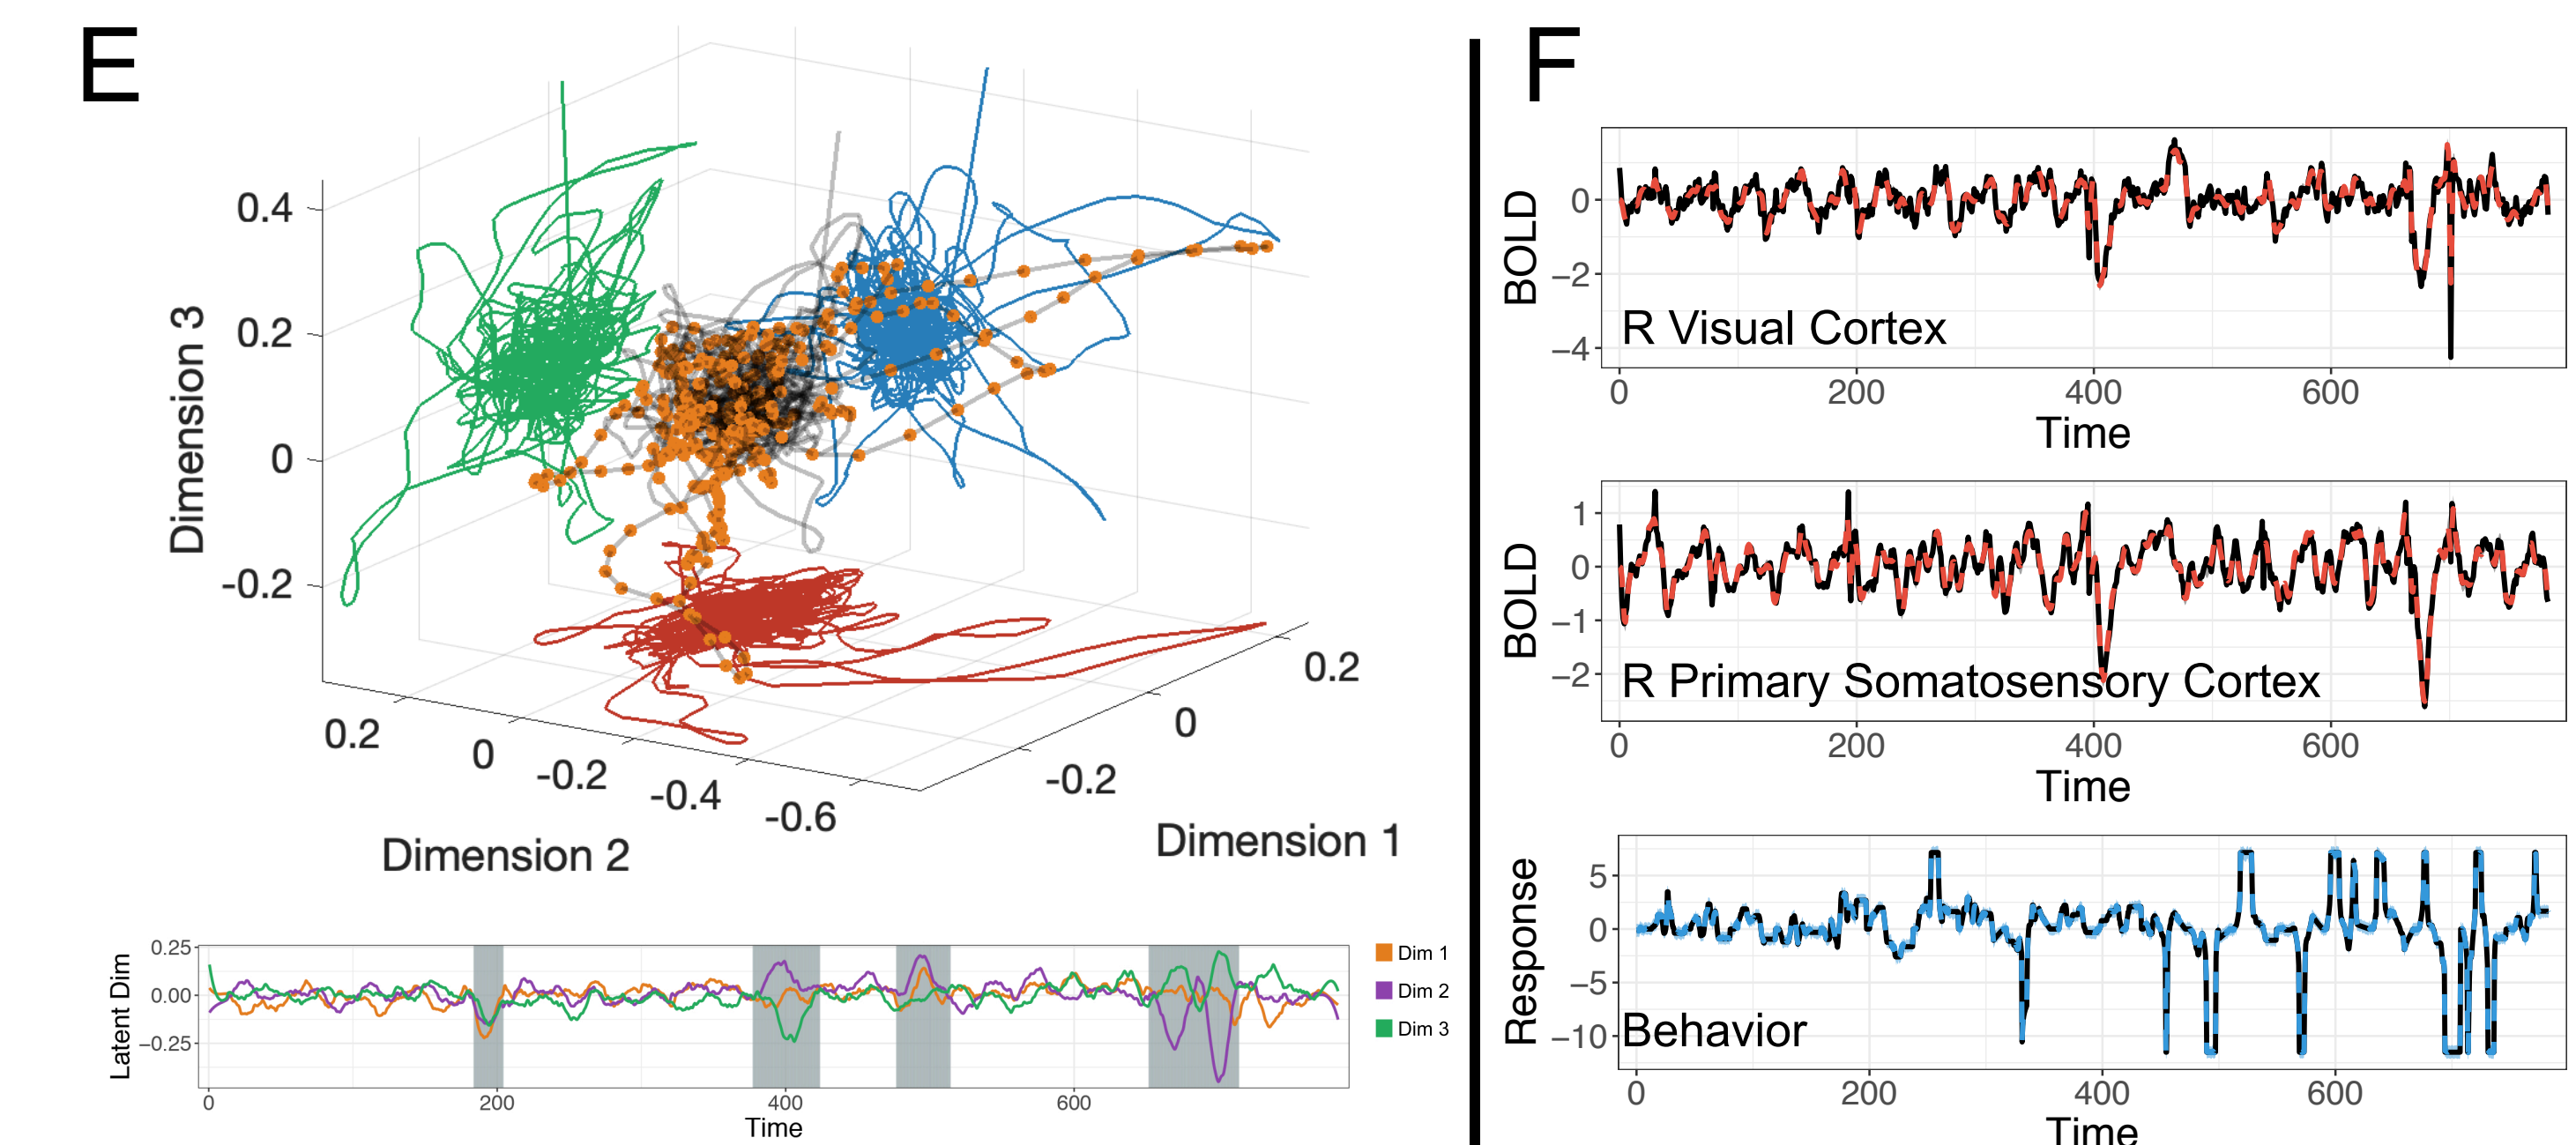 E
0.4
0.2
0
-0.2
Dimension 3
0.2
0
-0.2
-0.4
-0.6
Dimension 2
0.2
0
-0.2
Dimension 1
0.25
0.00
−0.25
Latent Dim
0
200
400
600
Time
Dim 1
Dim 2
Dim 3
F
0
−2
−4
BOLD
R Visual Cortex
0
200
400
600
Time
1
0
−1
−2
BOLD
R Primary Somatosensory Cortex
0
200
400
600
Time
5
0
−5
−10
Response
Behavior
0
200
400
600
Time